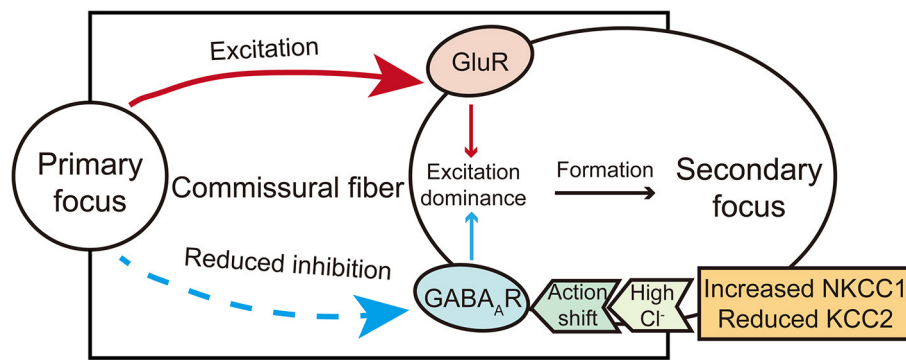 Excitation
GluR
Primary
focus
Commissural fiber
Excitation
dominance
Formation
Secondary
focus
Reduced inhibition
GABA_AR
Action
shift
High
Cl⁻
Increased NKCC1
Reduced KCC2